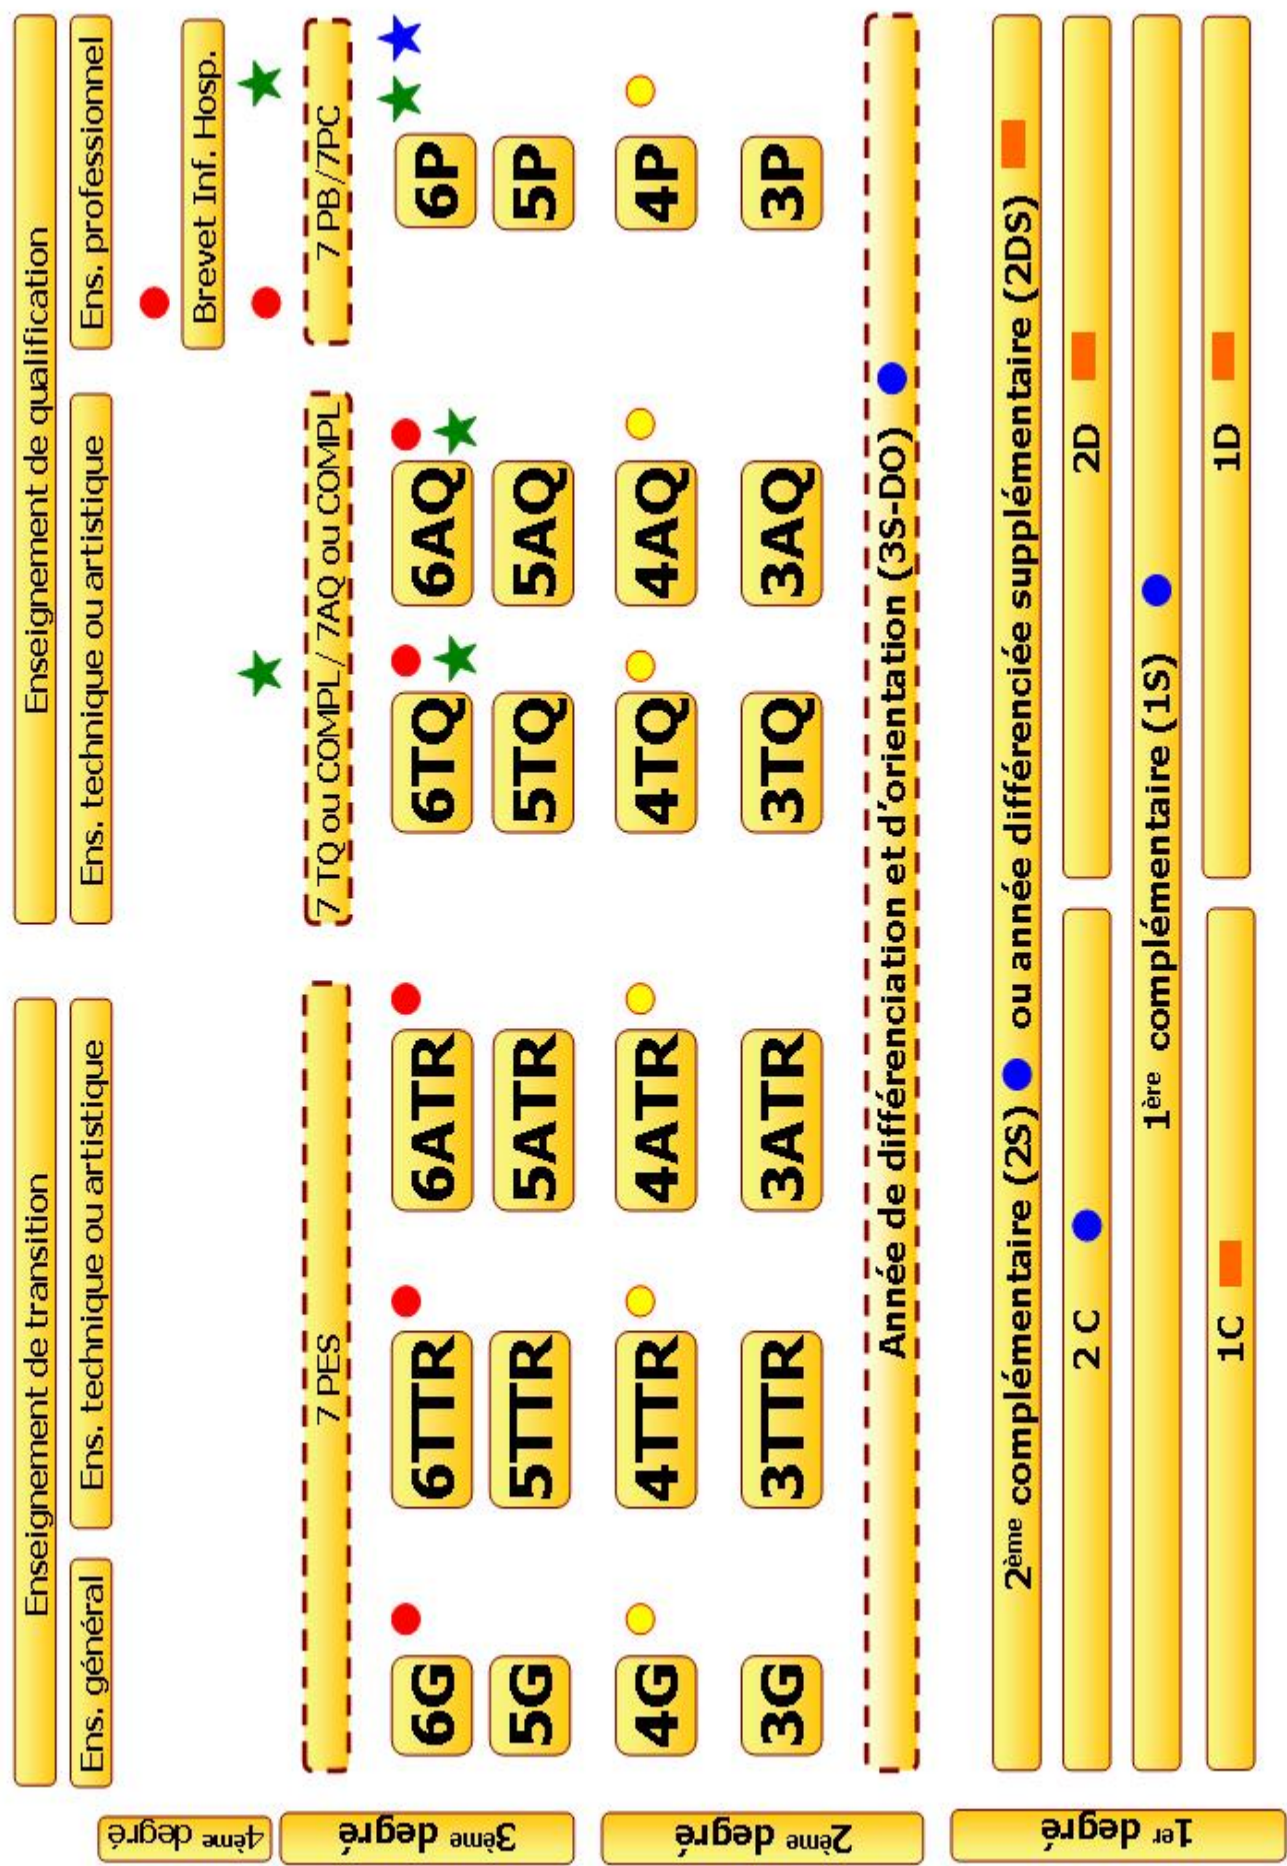 Enseignement de transition
Enseignement de qualification
Ens. général
Ens. technique ou artistique
Ens. technique ou artistique
Ens. professionnel
4ème degré
Brevet Inf. Hosp.
3ème degré
7 PES
7 TQ ou COMPL/ 7AQ ou COMPL
7 PB/7PC
6G
6TTR
6ATR
6TQ
6AQ
6P
5G
5TTR
5ATR
5TQ
5AQ
5P
2ème degré
4G
4TTR
4ATR
4TQ
4AQ
4P
3G
3TTR
3ATR
3TQ
3AQ
3P
Année de différenciation et d'orientation (3S-DO)
1er degré
2ème complémentaire (2S) ou année différenciée supplémentaire (2DS)
2 C
2D
1ère complémentaire (1S)
1C
1D